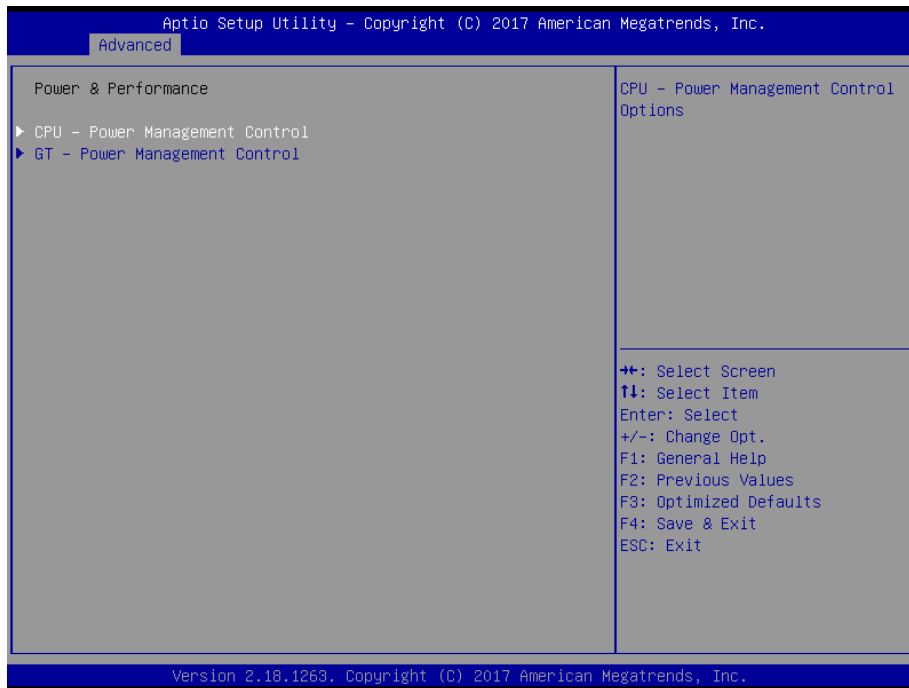 Aptio Setup Utility – Copyright (C) 2017 American Megatrends, Inc.
Advanced
Power & Performance
▶ CPU – Power Management Control
▶ GT – Power Management Control
CPU – Power Management Control
Options
→←: Select Screen
↑↓: Select Item
Enter: Select
+/-: Change Opt.
F1: General Help
F2: Previous Values
F3: Optimized Defaults
F4: Save & Exit
ESC: Exit
Version 2.18.1263. Copyright (C) 2017 American Megatrends, Inc.